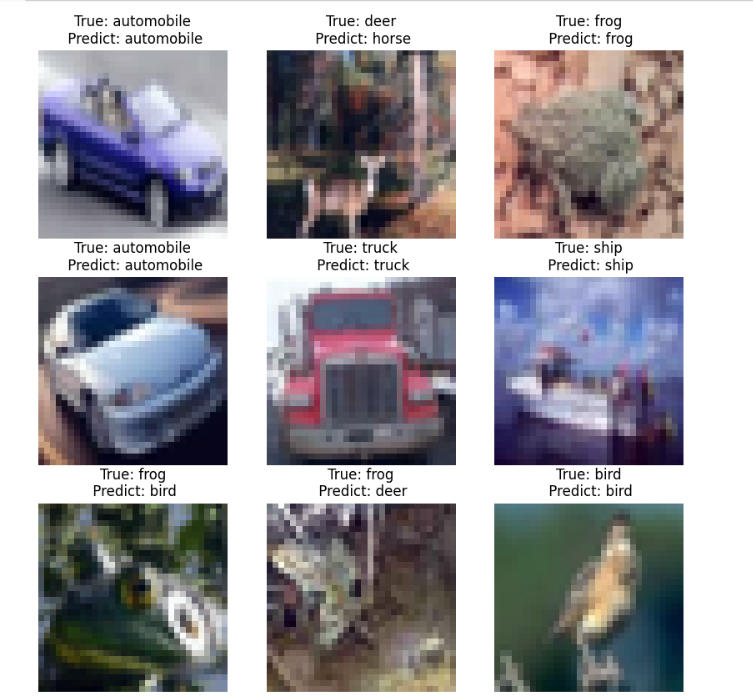 True: automobile
Predict: automobile
True: deer
Predict: horse
True: frog
Predict: frog
True: automobile
Predict: automobile
True: truck
Predict: truck
True: ship
Predict: ship
True: frog
Predict: bird
True: frog
Predict: deer
True: bird
Predict: bird